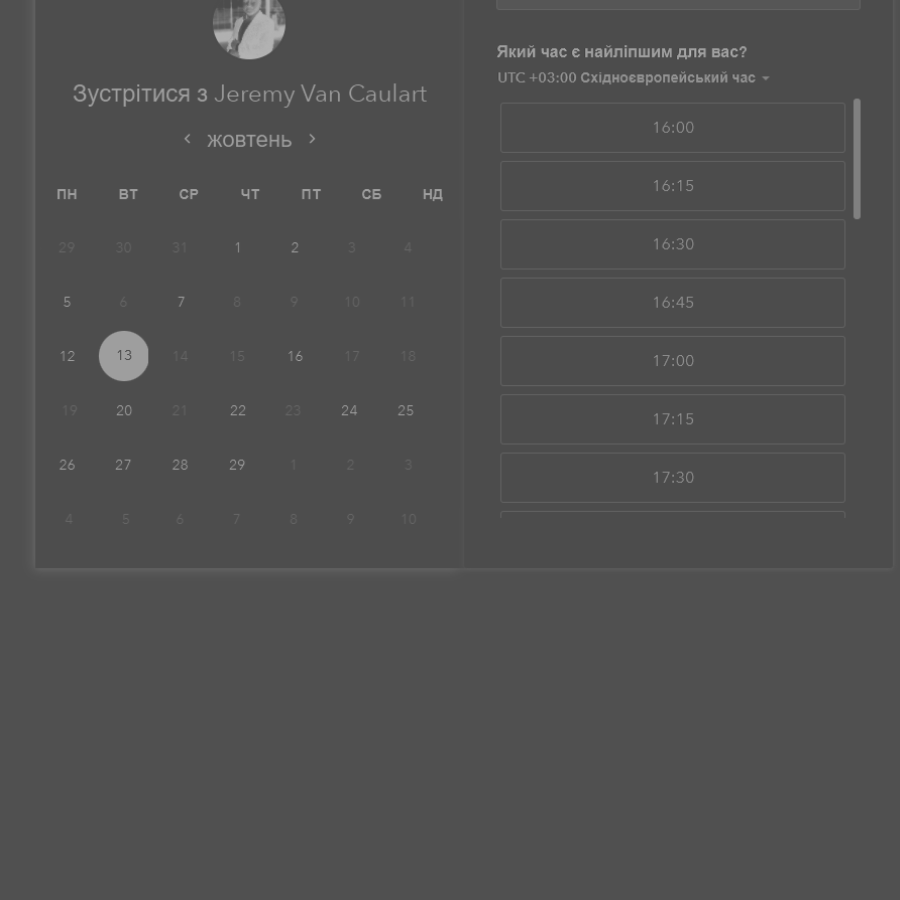 Зустрітися з Jeremy Van Caulart
жовтень
ПН ВТ СР ЧТ ПТ СБ НД
29 30 31 1 2 3 4
5 6 7 8 9 10 11
12 13 14 15 16 17 18
19 20 21 22 23 24 25
26 27 28 29 1 2 3
4 5 6 7 8 9 10
Який час є найліпшим для вас?
UTC +03:00 Східноєвропейський час
16:00
16:15
16:30
16:45
17:00
17:15
17:30